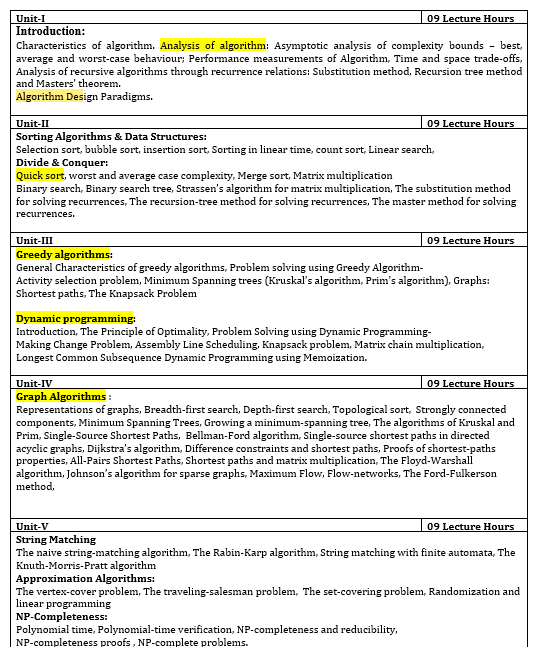 Unit-I 09 Lecture Hours
Introduction:
Characteristics of algorithm. Analysis of algorithm: Asymptotic analysis of complexity bounds – best,
average and worst-case behaviour; Performance measurements of Algorithm, Time and space trade-offs,
Analysis of recursive algorithms through recurrence relations: Substitution method, Recursion tree method
and Masters' theorem.
Algorithm Design Paradigms.
Unit-II 09 Lecture Hours
Sorting Algorithms & Data Structures:
Selection sort, bubble sort, insertion sort, Sorting in linear time, count sort, Linear search,
Divide & Conquer:
Quick sort, worst and average case complexity, Merge sort, Matrix multiplication
Binary search, Binary search tree, Strassen's algorithm for matrix multiplication, The substitution method
for solving recurrences, The recursion-tree method for solving recurrences, The master method for solving
recurrences.
Unit-III 09 Lecture Hours
Greedy algorithms:
General Characteristics of greedy algorithms, Problem solving using Greedy Algorithm-
Activity selection problem, Minimum Spanning trees (Kruskal's algorithm, Prim's algorithm), Graphs:
Shortest paths, The Knapsack Problem
Dynamic programming:
Introduction, The Principle of Optimality, Problem Solving using Dynamic Programming-
Making Change Problem, Assembly Line Scheduling, Knapsack problem, Matrix chain multiplication,
Longest Common Subsequence Dynamic Programming using Memoization.
Unit-IV 09 Lecture Hours
Graph Algorithms :
Representations of graphs, Breadth-first search, Depth-first search, Topological sort, Strongly connected
components, Minimum Spanning Trees, Growing a minimum-spanning tree, The algorithms of Kruskal and
Prim, Single-Source Shortest Paths, Bellman-Ford algorithm, Single-source shortest paths in directed
acyclic graphs, Dijkstra's algorithm, Difference constraints and shortest paths, Proofs of shortest-paths
properties, All-Pairs Shortest Paths, Shortest paths and matrix multiplication, The Floyd-Warshall
algorithm, Johnson's algorithm for sparse graphs, Maximum Flow, Flow-networks, The Ford-Fulkerson
method,
Unit-V 09 Lecture Hours
String Matching
The naive string-matching algorithm, The Rabin-Karp algorithm, String matching with finite automata, The
Knuth-Morris-Pratt algorithm
Approximation Algorithms:
The vertex-cover problem, The traveling-salesman problem, The set-covering problem, Randomization and
linear programming
NP-Completeness:
Polynomial time, Polynomial-time verification, NP-completeness and reducibility,
NP-completeness proofs , NP-complete problems.